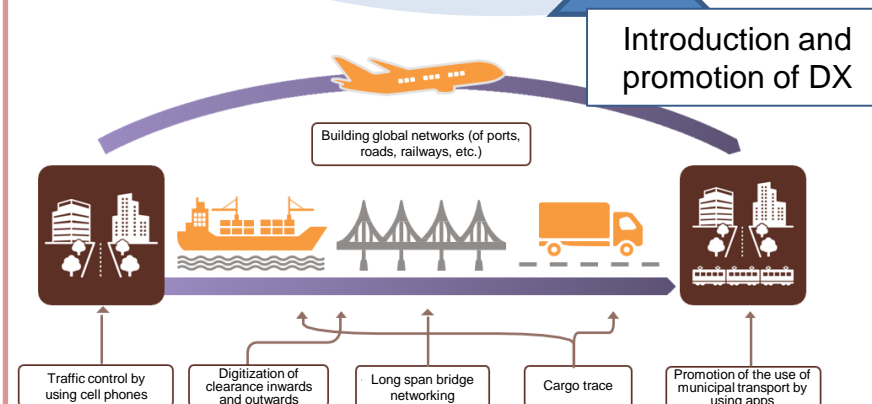 Introduction and
promotion of DX
Building global networks (of ports,
roads, railways, etc.)
Traffic control by
using cell phones
Digitization of
clearance inwards
and outwards
Long span bridge
networking
Cargo trace
Promotion of the use of
municipal transport by
using apps